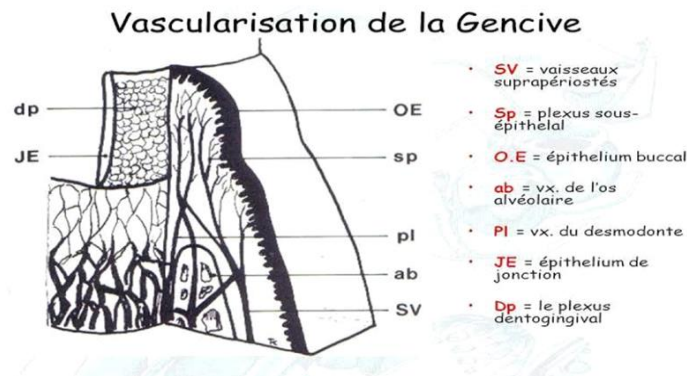 Vascularisation de la Gencive
dp
JE
OE
sp
pl
ab
SV
• SV = vaisseaux
suprapériostés
• Sp = plexus sous-
épithelal
• O.E = épithelium buccal
• ab = vx. de l'os
alvéolaire
• Pl = vx. du desmodonte
• JE = épithelium de
jonction
• Dp = le plexus
dentogingival